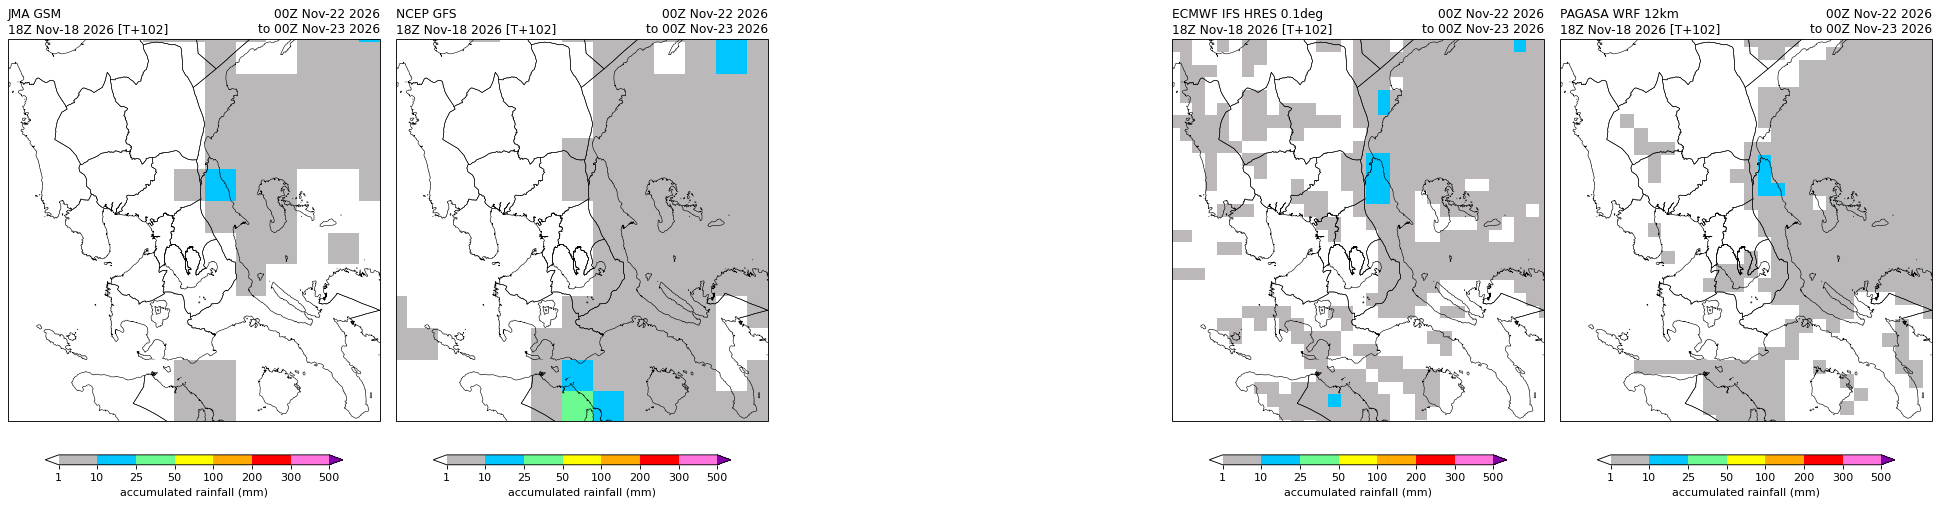 JMA GSM
00Z Nov-22 2026
18Z Nov-18 2026 [T+102]
to 00Z Nov-23 2026
1 10 25 50 100 200 300 500
accumulated rainfall (mm)
NCEP GFS
00Z Nov-22 2026
18Z Nov-18 2026 [T+102]
to 00Z Nov-23 2026
1 10 25 50 100 200 300 500
accumulated rainfall (mm)
ECMWF IFS HRES 0.1deg
00Z Nov-22 2026
18Z Nov-18 2026 [T+102]
to 00Z Nov-23 2026
1 10 25 50 100 200 300 500
accumulated rainfall (mm)
PAGASA WRF 12km
00Z Nov-22 2026
18Z Nov-18 2026 [T+102]
to 00Z Nov-23 2026
1 10 25 50 100 200 300 500
accumulated rainfall (mm)